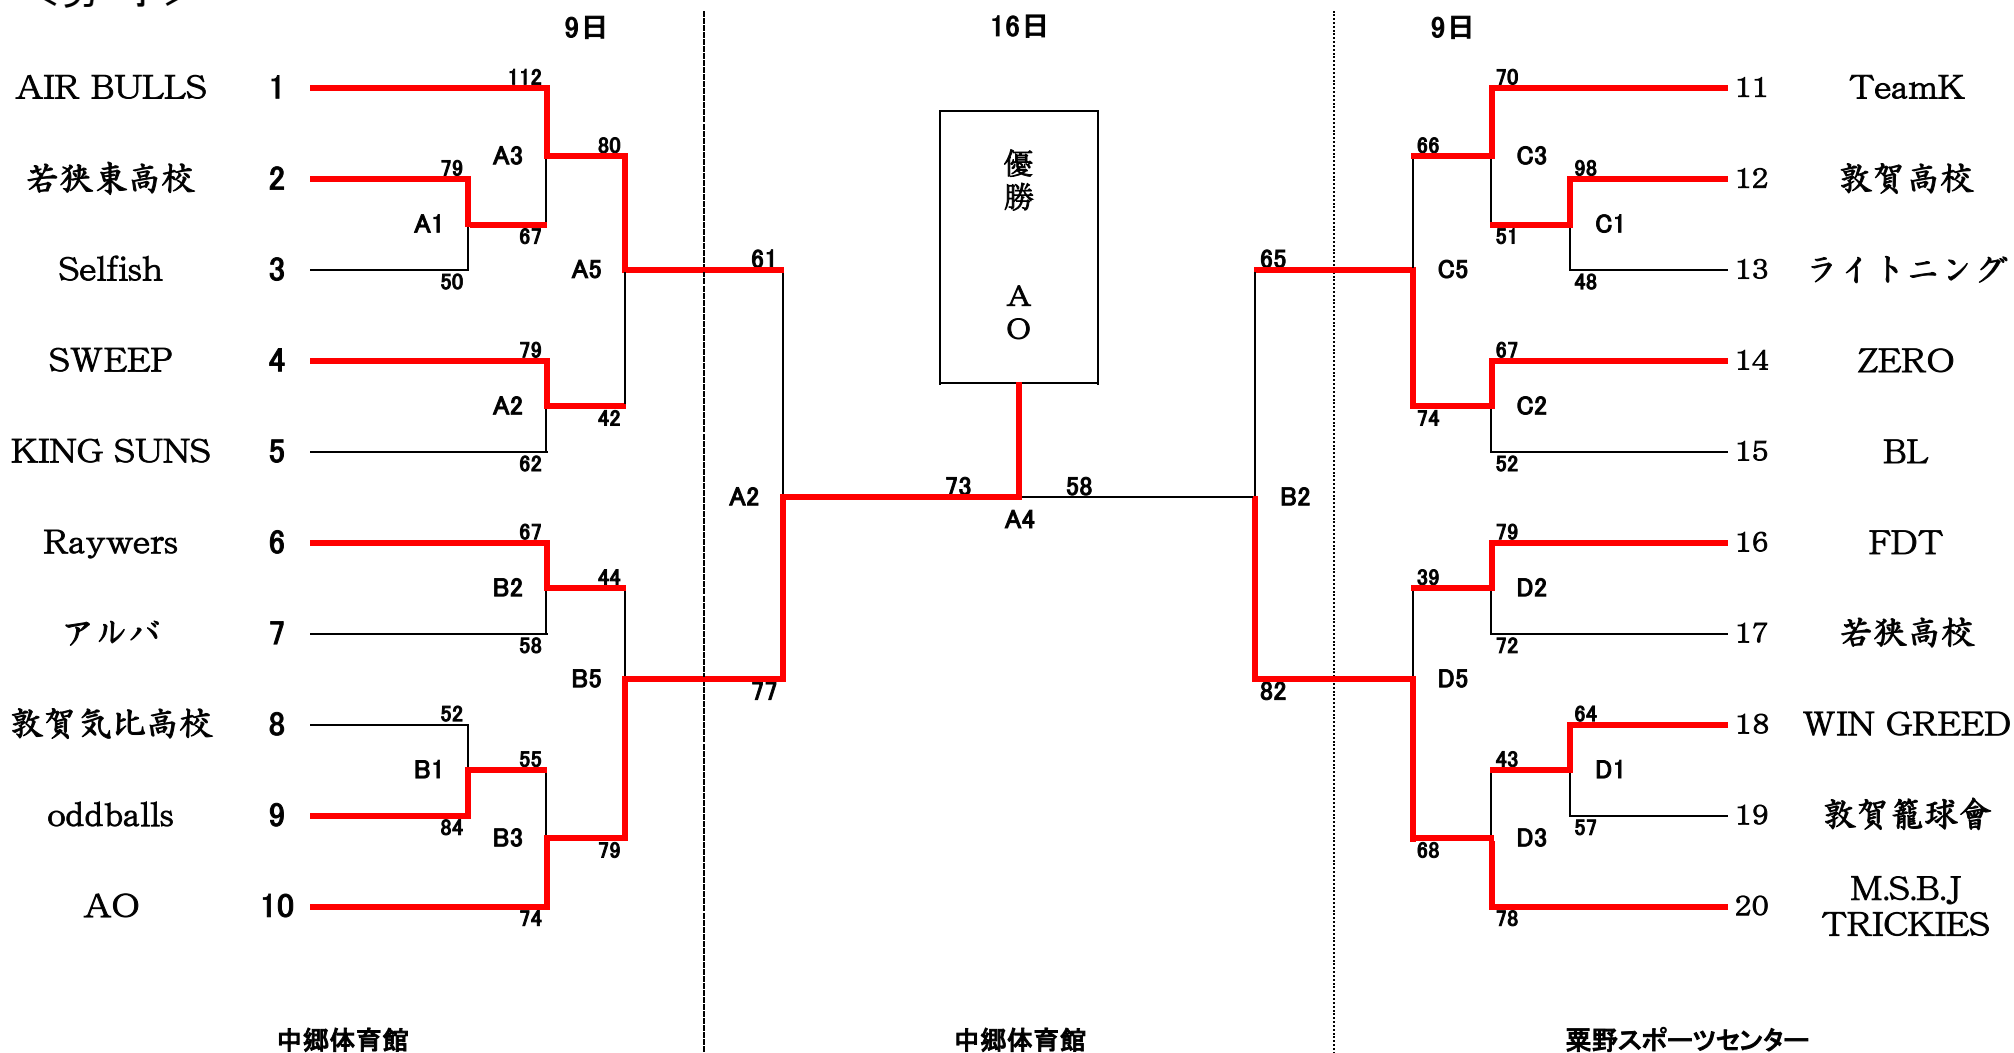 9日
16日
9日
AIR BULLS 1 112
70 11 TeamK
若狭東高校 2 79 A3 80
優勝
66 C3 98 12 敦賀高校
A1 67
51 C1
Selfish 3 50 A5 61
AO
65 C5 48 13 ライトニング
SWEEP 4 79
67 14 ZERO
A2 42
74 C2
KING SUNS 5 62
52 15 BL
A2 73 58 B2
A4
Raywers 6 67
79 16 FDT
B2 44
39 D2
アルバ 7 58
72 17 若狭高校
B5 77
82 D5
敦賀気比高校 8 52
64 18 WIN GREED
B1 55
43 D1
oddballs 9 84 B3 79
68 D3 57 19 敦賀籠球會
AO 10 74
78 20 M.S.B.J
TRICKIES
中郷体育館
中郷体育館
粟野スポーツセンター